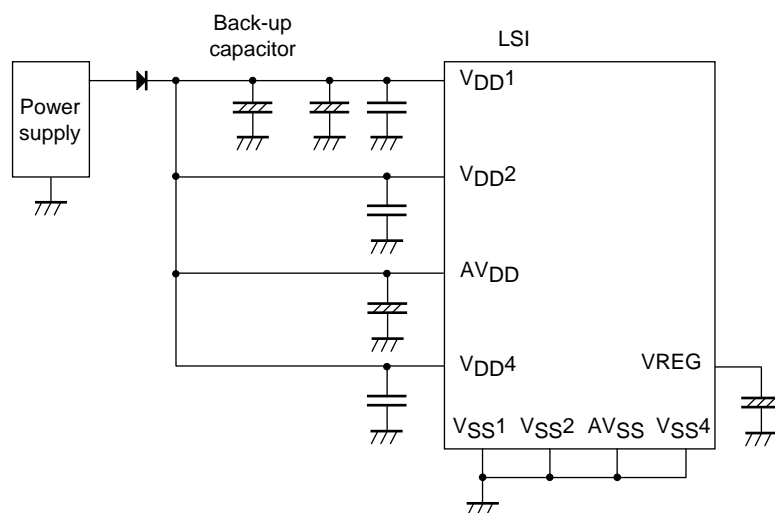 Back-up
capacitor
LSI
Power
supply
VDD1
VDD2
AVDD
VDD4
VREG
VSS1 VSS2 AVSS VSS4